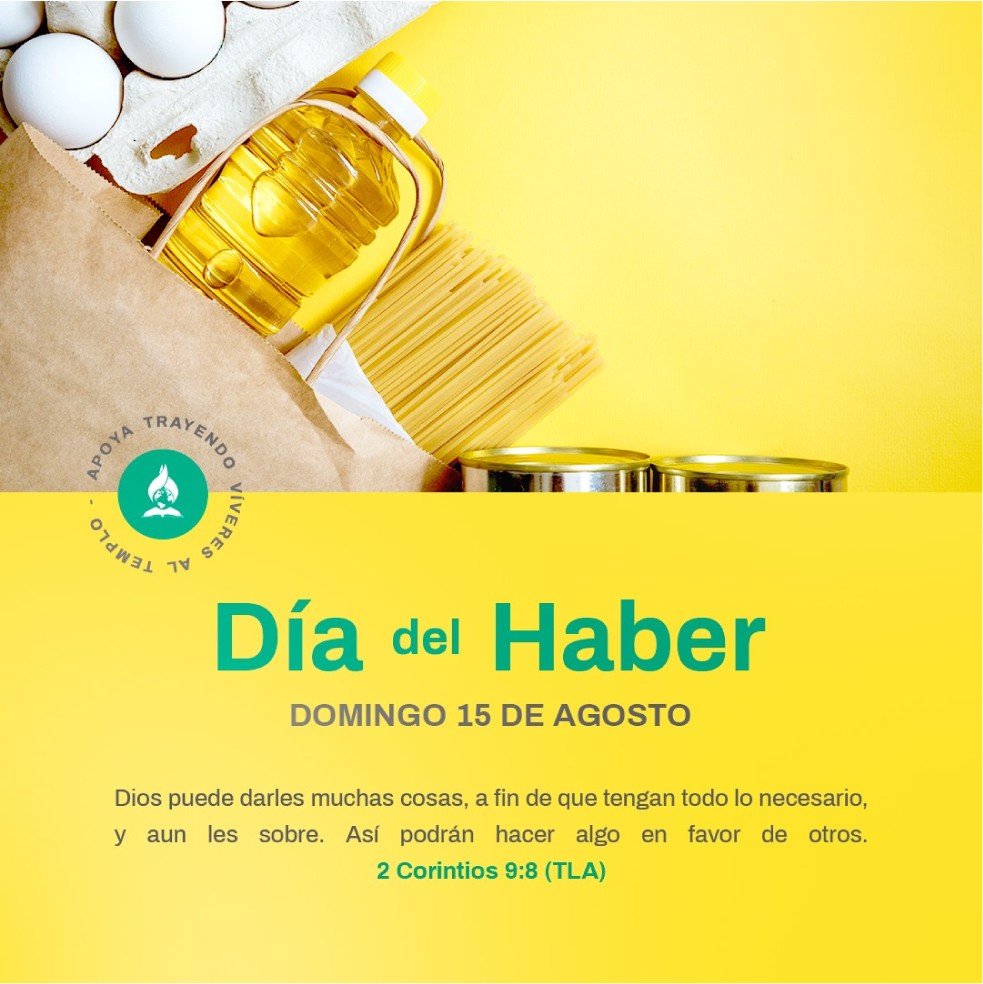 APOYA TRAYENDO VÍVERES AL TEMPLO -
Día del Haber
DOMINGO 15 DE AGOSTO
Dios puede darles muchas cosas, a fin de que tengan todo lo necesario,
y aun les sobre. Así podrán hacer algo en favor de otros.
2 Corintios 9:8 (TLA)